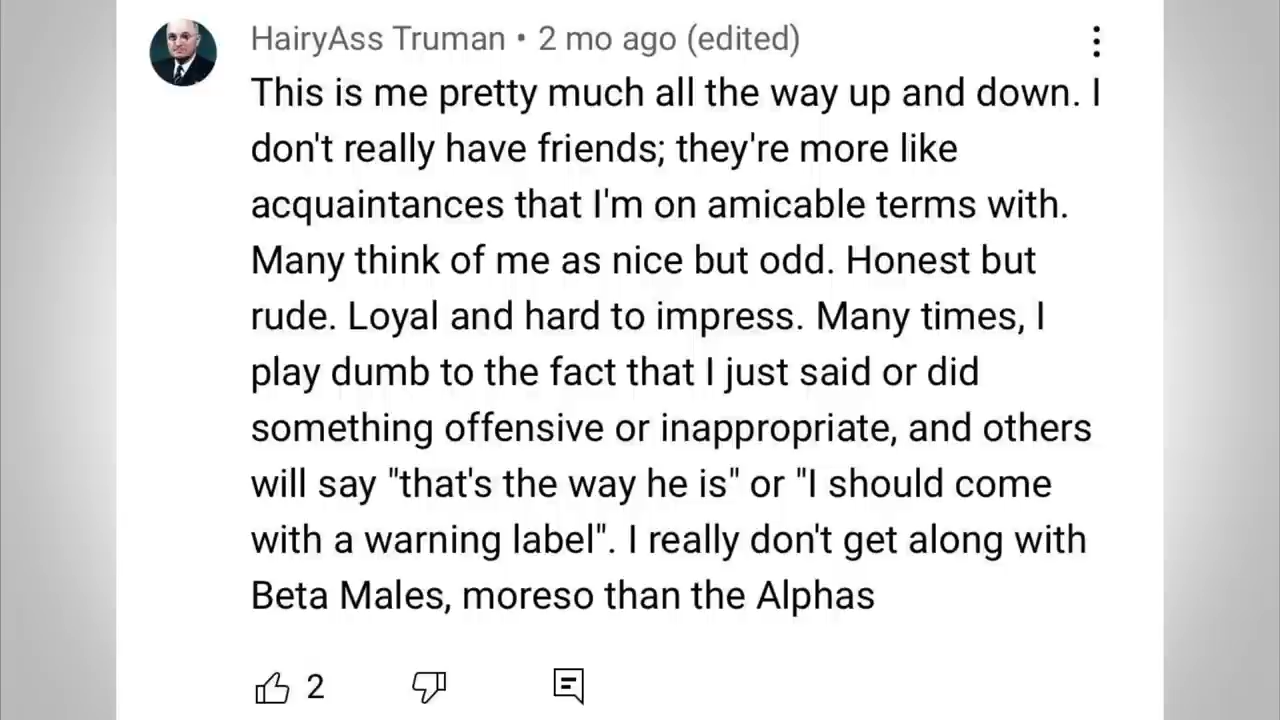 HairyAss Truman • 2 mo ago (edited)
This is me pretty much all the way up and down. I
don't really have friends; they're more like
acquaintances that I'm on amicable terms with.
Many think of me as nice but odd. Honest but
rude. Loyal and hard to impress. Many times, I
play dumb to the fact that I just said or did
something offensive or inappropriate, and others
will say "that's the way he is" or "I should come
with a warning label". I really don't get along with
Beta Males, moreso than the Alphas
2